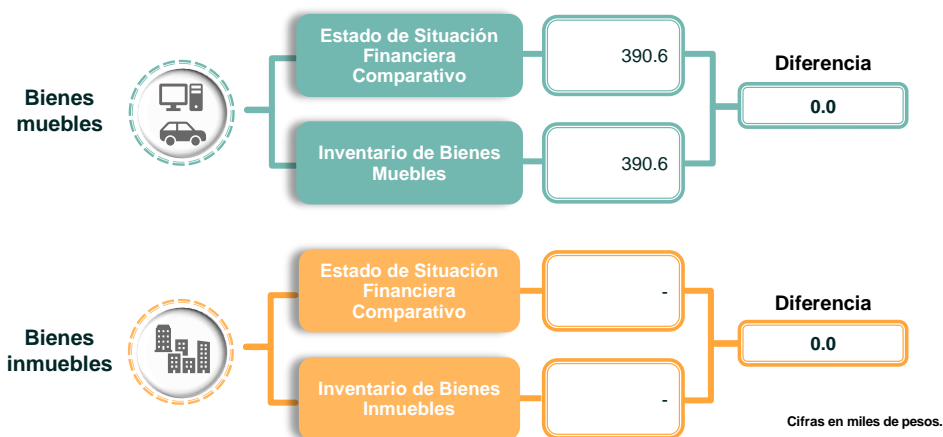 Bienes
muebles
Estado de Situación
Financiera
Comparativo
390.6
Inventario de Bienes
Muebles
390.6
Diferencia
0.0
Bienes
inmuebles
Estado de Situación
Financiera
Comparativo
-
Inventario de Bienes
Inmuebles
-
Diferencia
0.0
Cifras en miles de pesos.